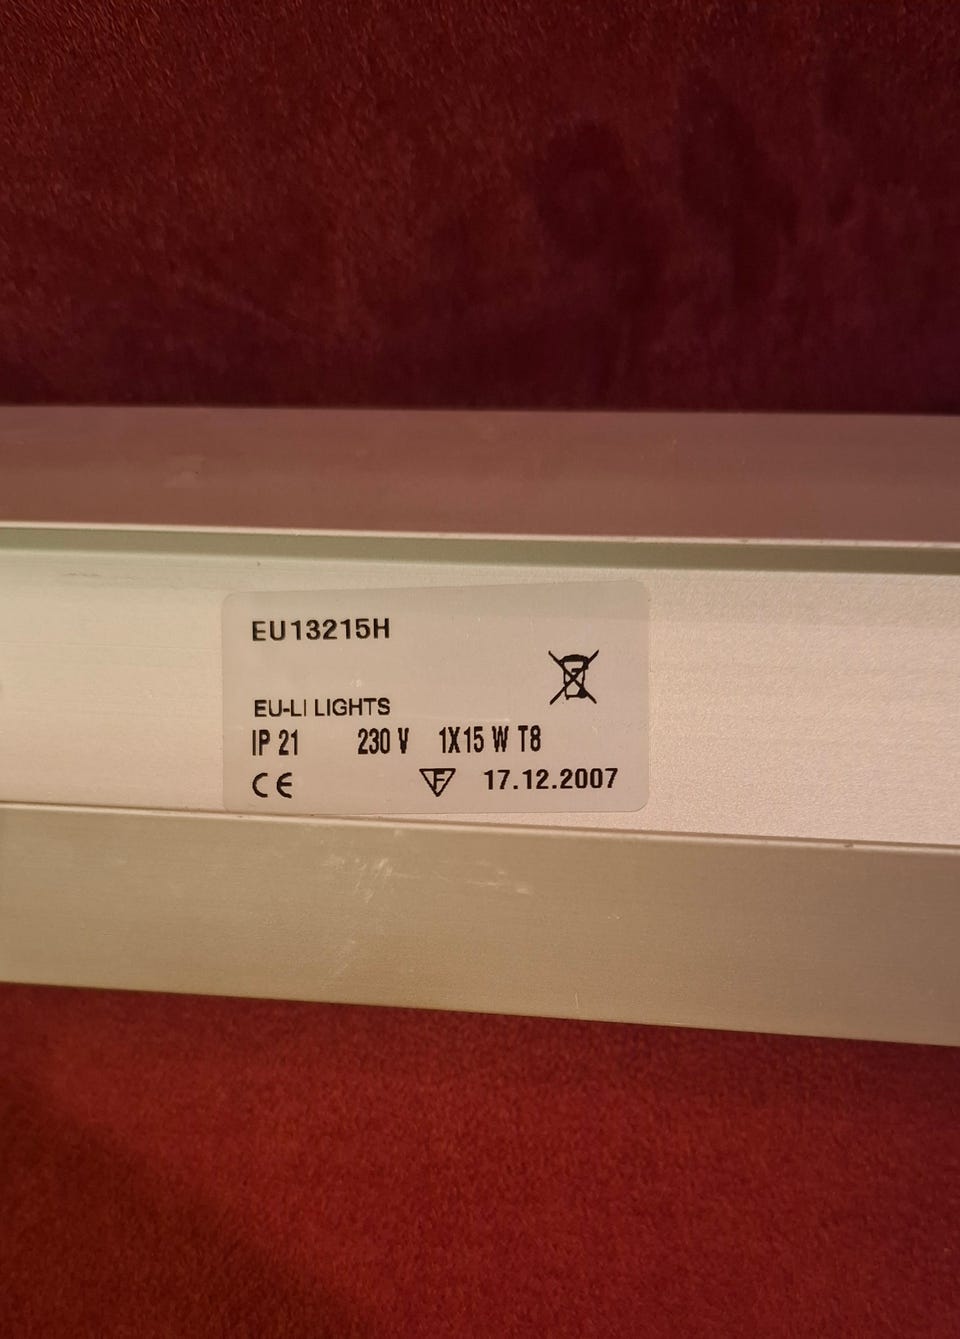 EU13215H
EU-LI LIGHTS
IP 21 230 V 1X15 W T8
CE F 17.12.2007